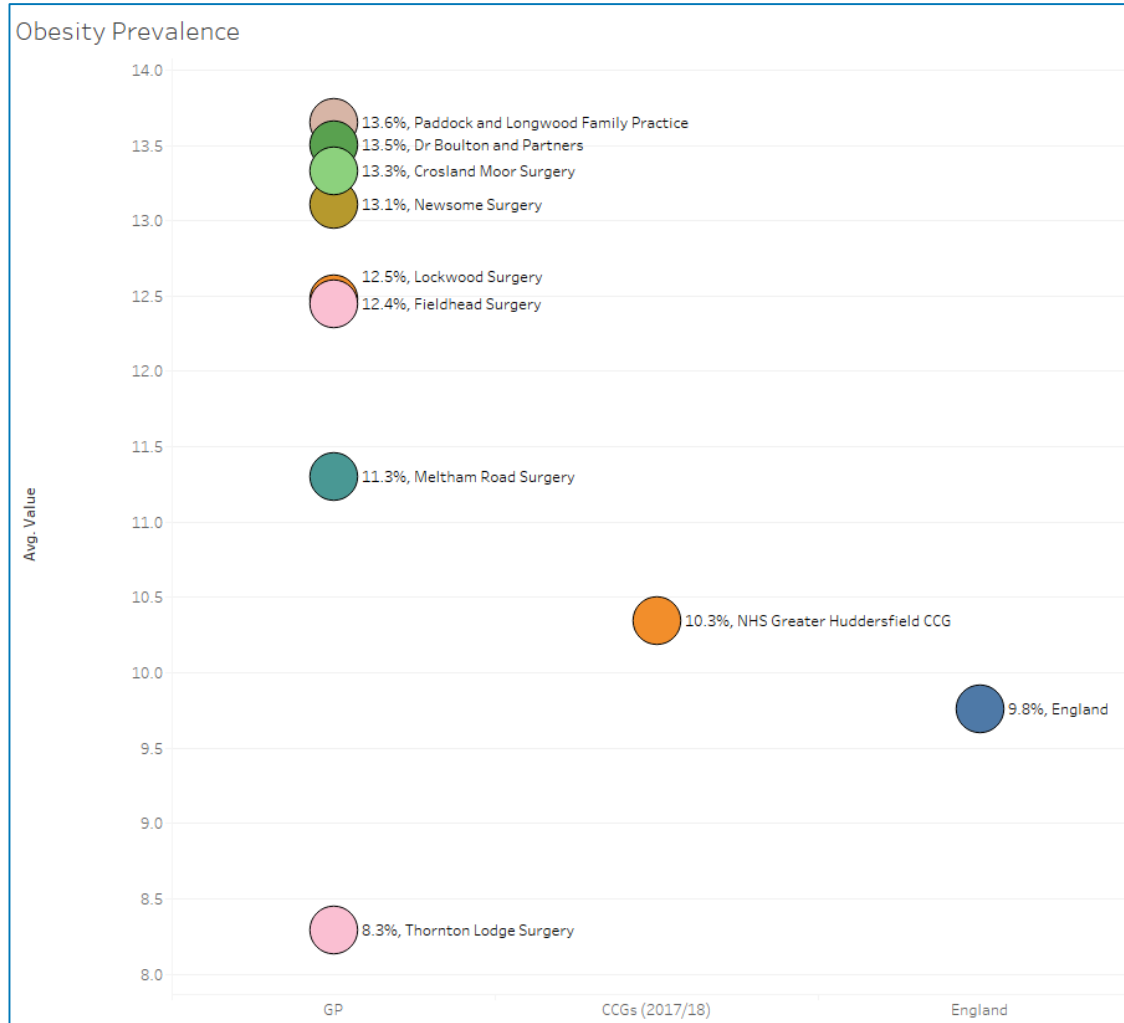 Obesity Prevalence
14.0
13.6%, Paddock and Longwood Family Practice
13.5
13.5%, Dr Boulton and Partners
13.3%, Crosland Moor Surgery
13.1%, Newsome Surgery
13.0
12.5%, Lockwood Surgery
12.5
12.4%, Fieldhead Surgery
12.0
11.5
11.3%, Meltham Road Surgery
11.0
Avg. Value
10.5
10.3%, NHS Greater Huddersfield CCG
10.0
9.8%, England
9.5
9.0
8.5
8.3%, Thornton Lodge Surgery
8.0
GP
CCGs (2017/18)
England